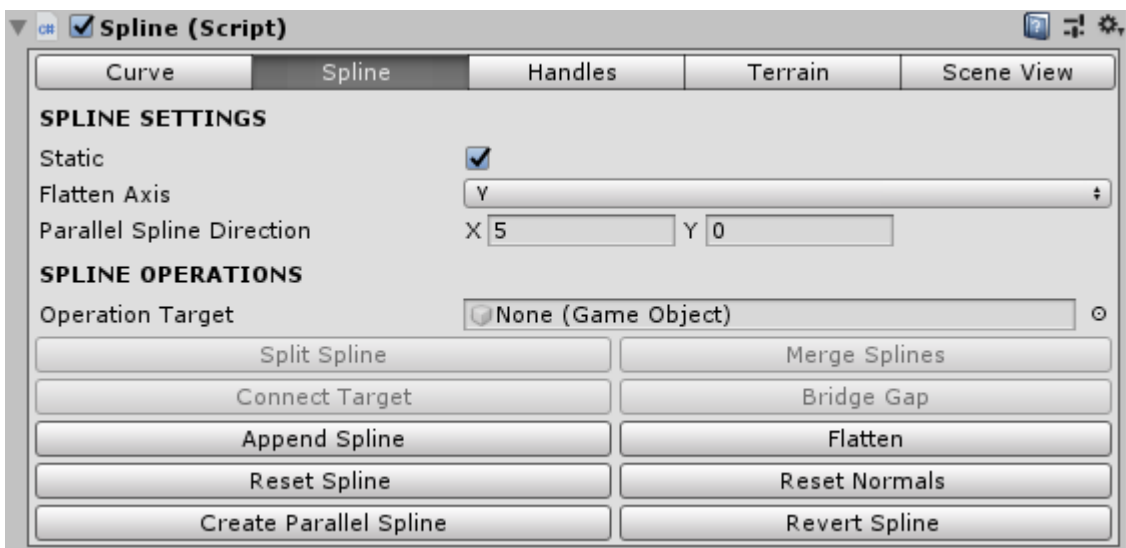 c# Spline (Script)
Curve Spline Handles Terrain Scene View
SPLINE SETTINGS
Static
Flatten Axis Y
Parallel Spline Direction X 5 Y 0
SPLINE OPERATIONS
Operation Target None (Game Object)
Split Spline Merge Splines
Connect Target Bridge Gap
Append Spline Flatten
Reset Spline Reset Normals
Create Parallel Spline Revert Spline